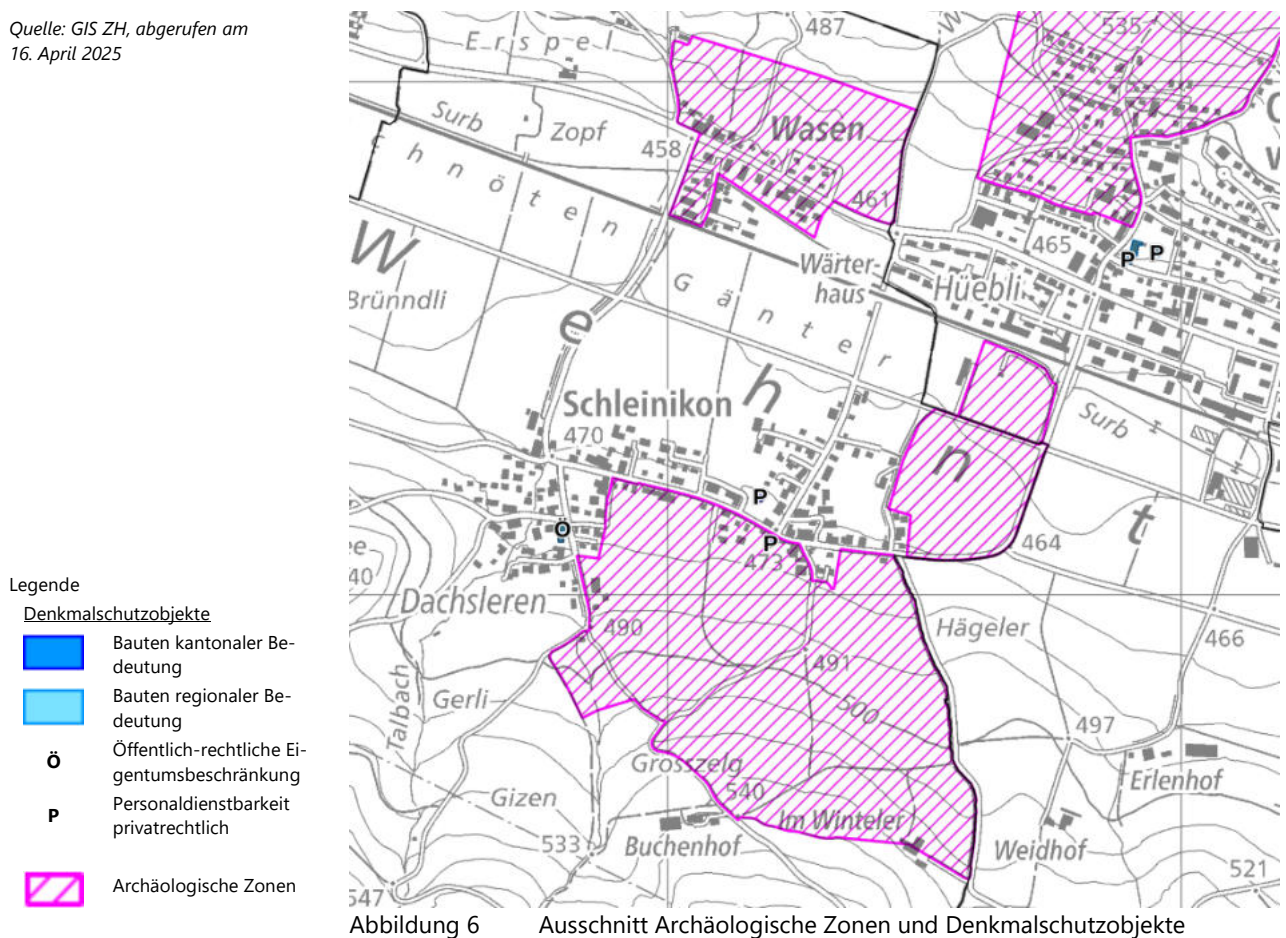 Quelle: GIS ZH, abgerufen am
16. April 2025
Legende
Denkmalschutzobjekte
Bauten kantonaler Be-
deutung
Bauten regionaler Be-
deutung
Ö Öffentlich-rechtliche Ei-
gentumsbeschränkung
P Personaldienstbarkeit
privatrechtlich
Archäologische Zonen
487
535
Erspel
Surb
Zopf
Wasen
458
461
chnöten
W
e
h
n
t
465
Wärter-
haus
Hüebli
Brünndli
Gänter
P P
Schleinikon
470
Surb
P
Ö
P
473
464
40
Dachsleren
490
Hägeler
466
491
Talbach
Gerli
500
497
Grosszelg
Erlenhof
Gizen
540
Im Winteler
533
Buchenhof
Weidhof
521
547
Abbildung 6 Ausschnitt Archäologische Zonen und Denkmalschutzobjekte